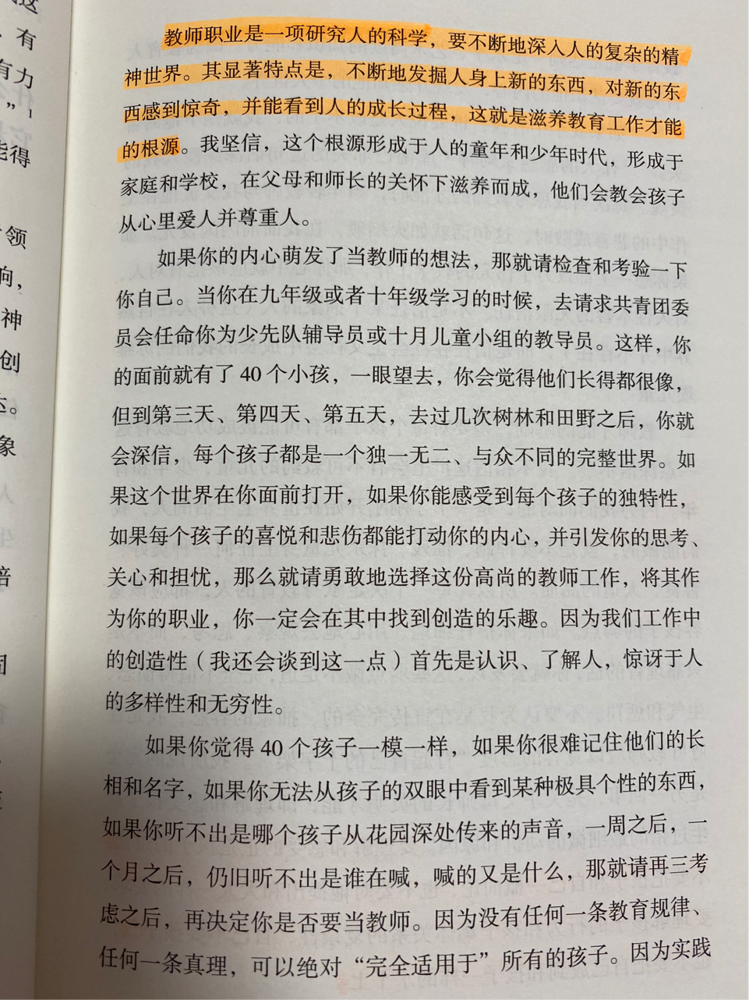 这
，有
有力
”1
能得
领
响，
神
创
达。
象
人
生
培
固
教师职业是一项研究人的科学，要不断地深入人的复杂的精
神世界。其显著特点是，不断地发掘人身上新的东西，对新的东
西感到惊奇，并能看到人的成长过程，这就是滋养教育工作才能
的根源。我坚信，这个根源形成于人的童年和少年时代，形成于
家庭和学校，在父母和师长的关怀下滋养而成，他们会教会孩子
从心里爱人并尊重人。
如果你的内心萌发了当教师的想法，那就请检查和考验一下
你自己。当你在九年级或者十年级学习的时候，去请求共青团委
员会任命你为少先队辅导员或十月儿童小组的教导员。这样，你
的面前就有了40个小孩，一眼望去，你会觉得他们长得都很像，
但到第三天、第四天、第五天，去过几次树林和田野之后，你就
会深信，每个孩子都是一个独一无二、与众不同的完整世界。如
果这个世界在你面前打开，如果你能感受到每个孩子的独特性，
如果每个孩子的喜悦和悲伤都能打动你的内心，并引发你的思考、
关心和担忧，那么就请勇敢地选择这份高尚的教师工作，将其作
为你的职业，你一定会在其中找到创造的乐趣。因为我们工作中
的创造性（我还会谈到这一点）首先是认识、了解人，惊讶于人
的多样性和无穷性。
如果你觉得40个孩子一模一样，如果你很难记住他们的长
相和名字，如果你无法从孩子的双眼中看到某种极具个性的东西，
如果你听不出是哪个孩子从花园深处传来的声音，一周之后，一
个月之后，仍旧听不出是谁在喊，喊的又是什么，那就请再三考
虑之后，再决定你是否要当教师。因为没有任何一条教育规律、
任何一条真理，可以绝对“完全适用于”所有的孩子。因为实践